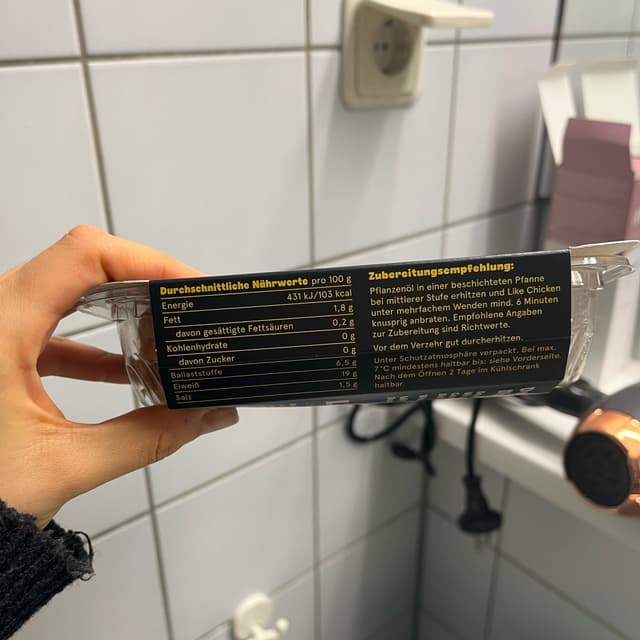 Durchschnittliche Nährwerte pro 100 g
Energie 431 kJ/103 kcal
Fett 1,8 g
davon gesättigte Fettsäuren 0,2 g
Kohlenhydrate 0 g
davon Zucker 0 g
Ballaststoffe 6,5 g
Eiweiß 19 g
Salz 1,5 g
Zubereitungsempfehlung:
Pflanzenöl in einer beschichteten Pfanne
bei mittlerer Stufe erhitzen und Like Chicken
unter mehrfachem Wenden mind. 6 Minuten
knusprig anbraten. Empfohlene Angaben
zur Zubereitung sind Richtwerte.
Vor dem Verzehr gut durcherhitzen.
Unter Schutzatmosphäre verpackt. Bei max.
7°C mindestens haltbar bis: siehe Vorderseite.
Nach dem Öffnen 2 Tage im Kühlschrank
haltbar.